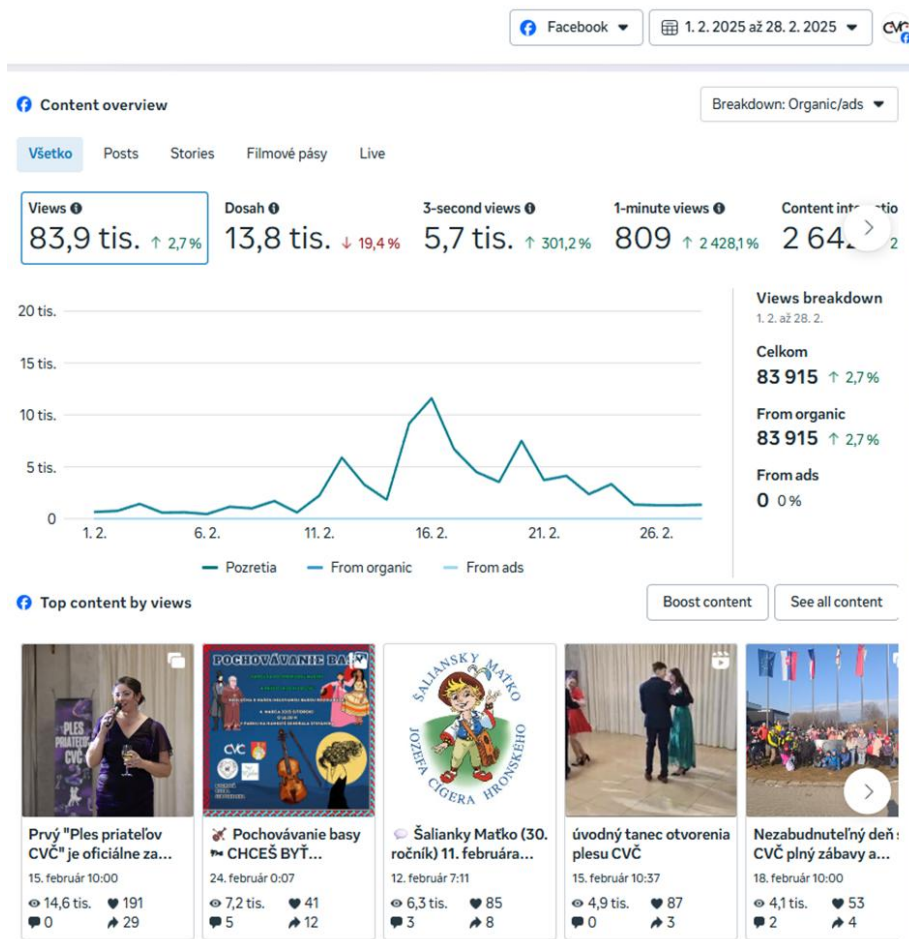 Facebook
1. 2. 2025 až 28. 2. 2025
CVČ
Content overview
Breakdown: Organic/ads
Všetko Posts Stories Filmové pásy Live
Views Dosah 3-second views 1-minute views Content
83,9 tis. ↑ 2,7 % 13,8 tis. ↓ 19,4 % 5,7 tis. ↑ 301,2 % 809 ↑ 2 428,1 % 2 64
Views breakdown
1. 2. až 28. 2.
Celkom
83 915 ↑ 2,7 %
From organic
83 915 ↑ 2,7 %
From ads
0 0 %
20 tis.
15 tis.
10 tis.
5 tis.
0
1. 2. 6. 2. 11. 2. 16. 2. 21. 2. 26. 2.
Pozretia From organic From ads
Top content by views
Boost content
See all content
PLES
PRIATEĽOV
CVČ
POCHOVÁVANIE BASY
CVČ
ŠALIANSKY MAŤKO
JOZEFA CÍGERA HRONSKÉHO
Prvý "Ples priateľov
CVČ" je oficiálne za...
15. február 10:00
14,6 tis. 191
0 29
Pochovávanie basy
CHCEŠ BYŤ...
24. február 0:07
7,2 tis. 41
5 12
Šalianky Maťko (30.
ročník) 11. februára...
12. február 7:11
6,3 tis. 85
3 8
úvodný tanec otvorenia
plesu CVČ
15. február 10:37
4,9 tis. 87
0 3
Nezabudnuteľný deň
CVČ plný zábavy a...
18. február 10:00
4,1 tis. 53
2 4